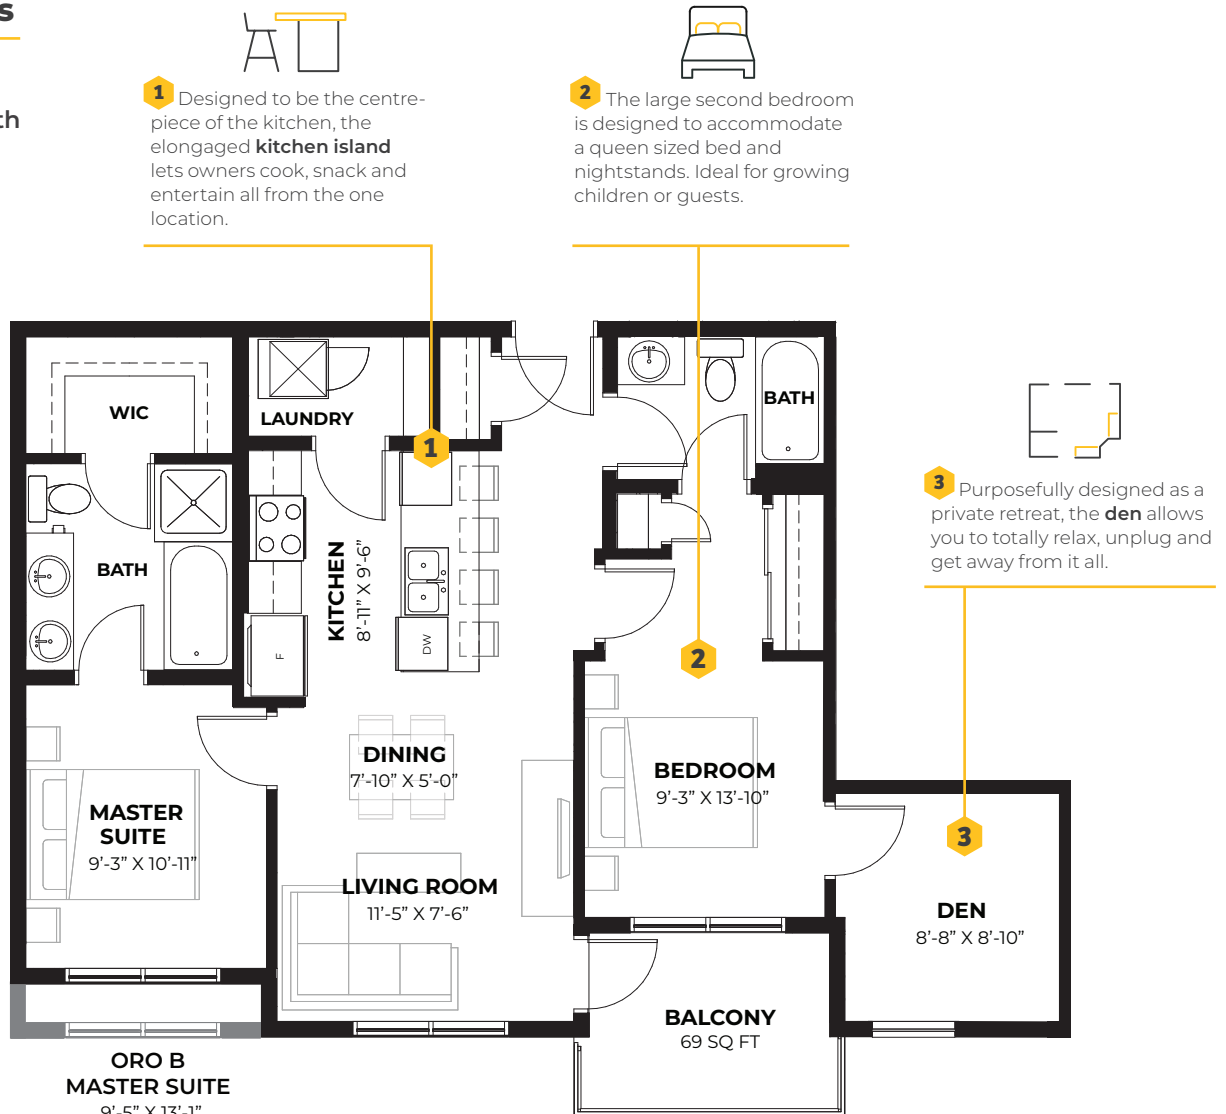 s
th
1 Designed to be the centre-
piece of the kitchen, the
elongaged kitchen island
lets owners cook, snack and
entertain all from the one
location.
2 The large second bedroom
is designed to accommodate
a queen sized bed and
nightstands. Ideal for growing
children or guests.
3 Purposefully designed as a
private retreat, the den allows
you to totally relax, unplug and
get away from it all.
WIC
LAUNDRY
1
BATH
BATH
KITCHEN
8'-11" X 9'-6"
F
DW
2
DINING
7'-10" X 5'-0"
BEDROOM
9'-3" X 13'-10"
MASTER
SUITE
9'-3" X 10'-11"
3
LIVING ROOM
11'-5" X 7'-6"
DEN
8'-8" X 8'-10"
BALCONY
69 SQ FT
ORO B
MASTER SUITE
9'-5" X 13'-1"